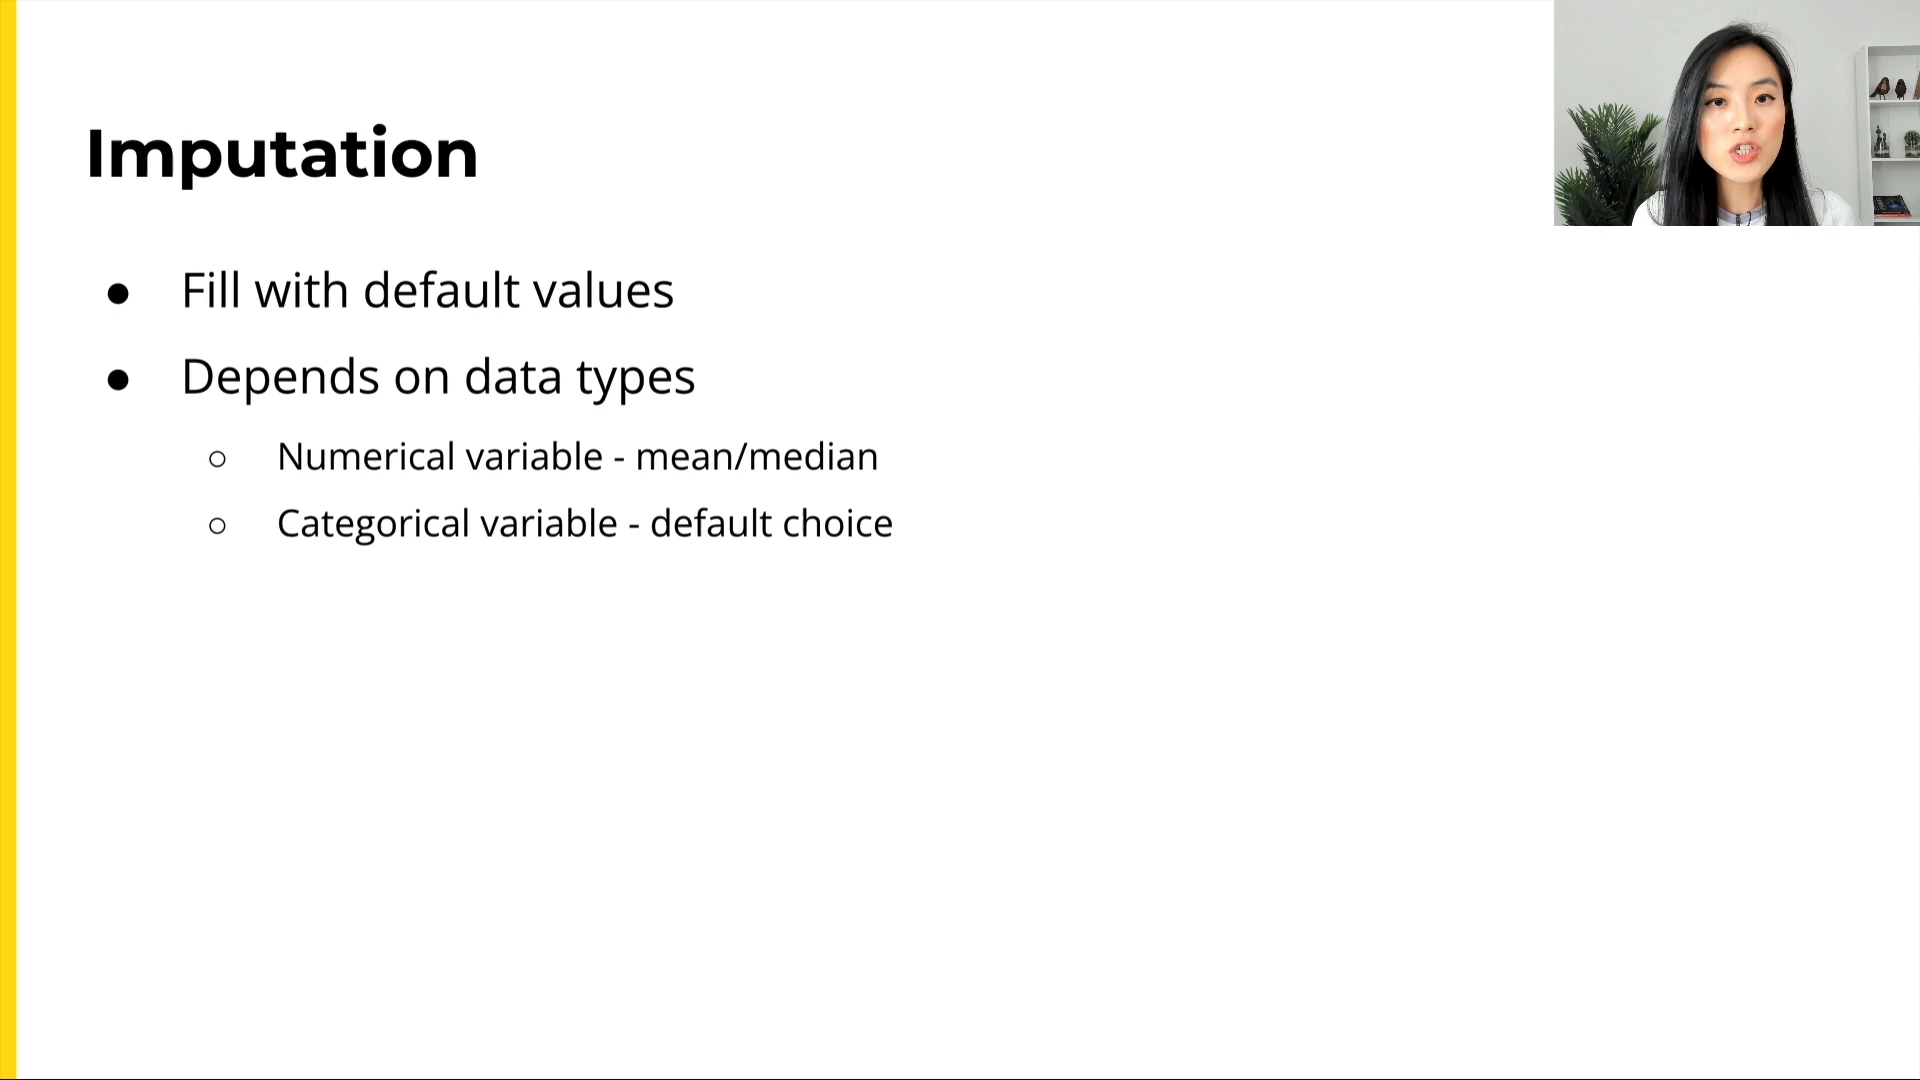 Imputation
● Fill with default values
● Depends on data types
○ Numerical variable - mean/median
○ Categorical variable - default choice